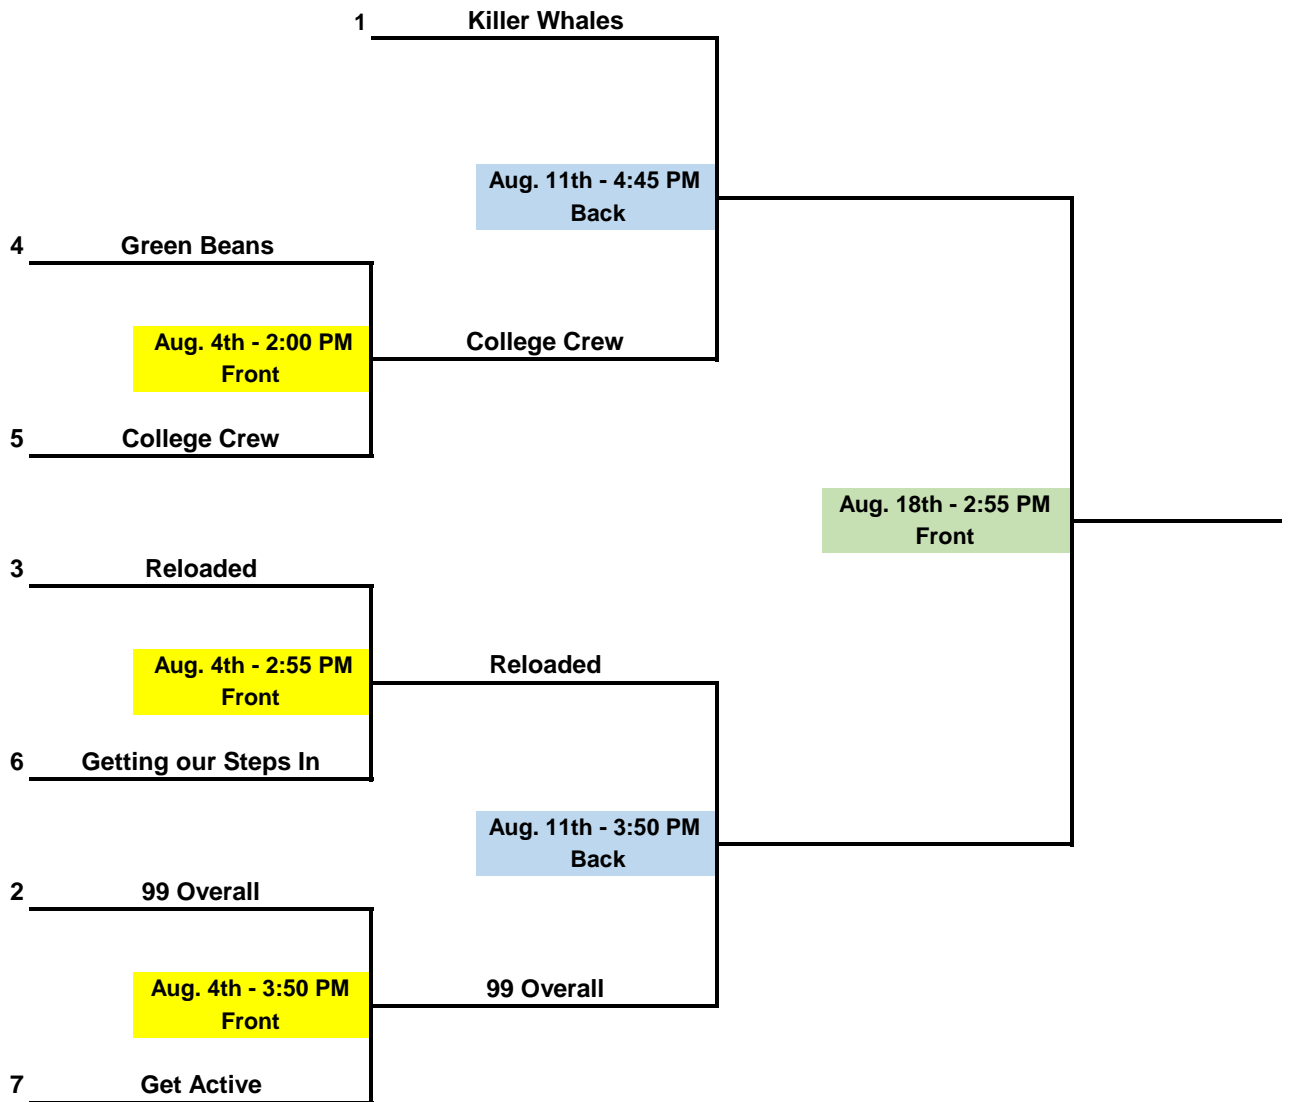 1 Killer Whales
Aug. 11th - 4:45 PM
Back
4 Green Beans
Aug. 4th - 2:00 PM
Front
College Crew
5 College Crew
Aug. 18th - 2:55 PM
Front
3 Reloaded
Aug. 4th - 2:55 PM
Front
Reloaded
6 Getting our Steps In
Aug. 11th - 3:50 PM
Back
2 99 Overall
Aug. 4th - 3:50 PM
Front
99 Overall
7 Get Active